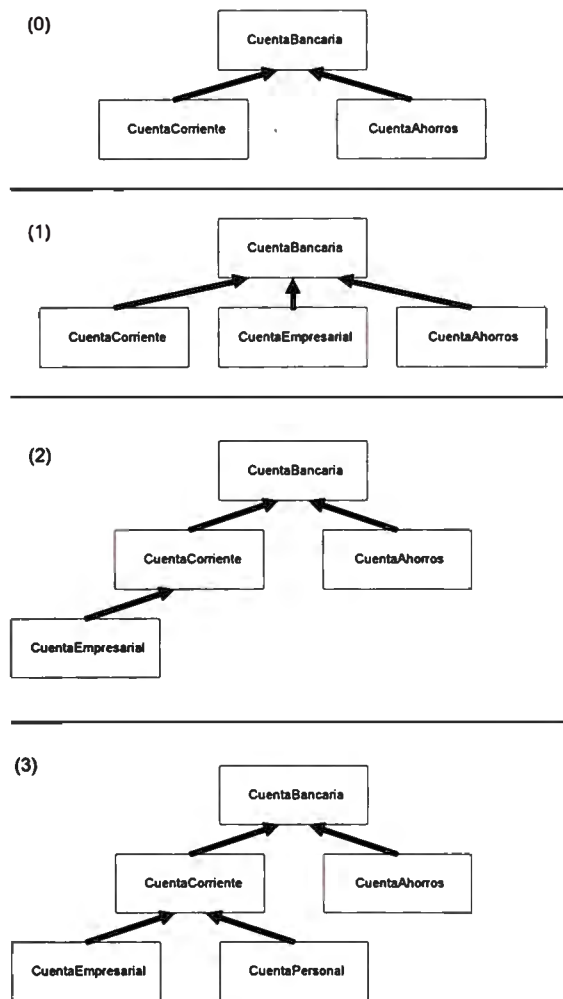 (0)
CuentaBancaria
CuentaCorriente
CuentaAhorros
(1)
CuentaBancaria
CuentaCorriente
CuentaEmpresarial
CuentaAhorros
(2)
CuentaBancaria
CuentaCorriente
CuentaAhorros
CuentaEmpresarial
(3)
CuentaBancaria
CuentaCorriente
CuentaAhorros
CuentaEmpresarial
CuentaPersonal